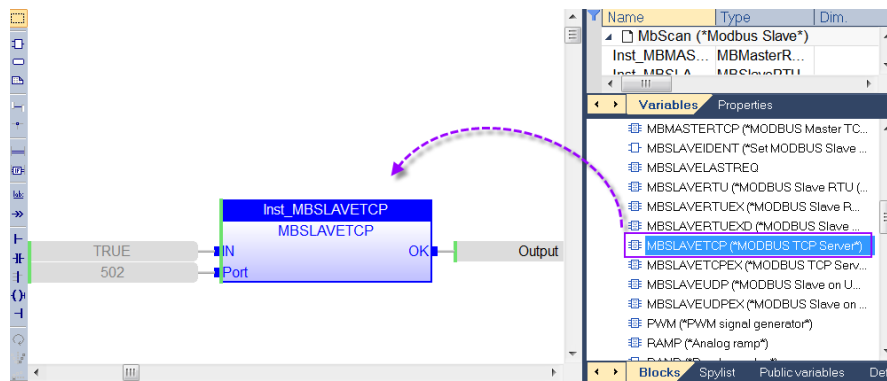 Name Type Dim.
MbScan (*Modbus Slave*)
Inst_MBMAS... MBMasterR...
Variables Properties
MBMASTERTCP (*MODBUS Master TC...
MBSLAVEIDENT (*Set MODBUS Slave ...
MBSLAVELASTREQ
MBSLAVERTU (*MODBUS Slave RTU (...
MBSLAVERTUEX (*MODBUS Slave R...
MBSLAVERTUEXD (*MODBUS Slave ...
MBSLAVETCP (*MODBUS TCP Server*)
MBSLAVETCPEX (*MODBUS TCP Serv...
MBSLAVEUDP (*MODBUS Slave on U...
MBSLAVEUDPEX (*MODBUS Slave on ...
PWM (*PWM signal generator*)
RAMP (*Analog ramp*)
Blocks Spylist Public variables De
Inst_MBSLAVETCP
MBSLAVETCP
TRUE IN OK Output
502 Port